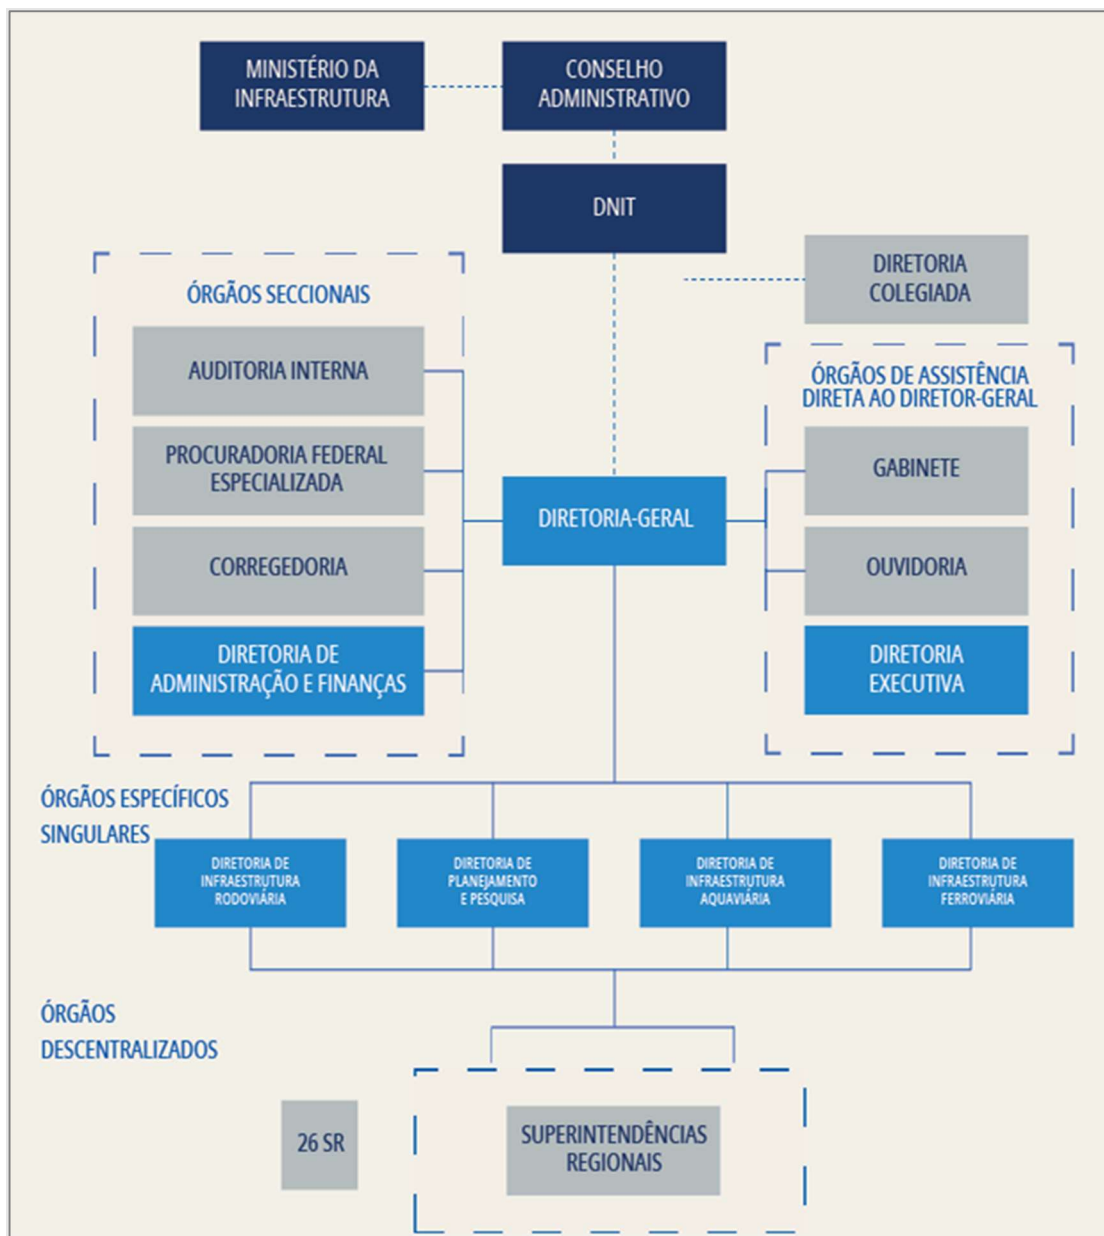 MINISTÉRIO DA
INFRAESTRUTURA
CONSELHO
ADMINISTRATIVO
DNIT
DIRETORIA
COLEGIADA
ÓRGÃOS SECCIONAIS
AUDITORIA INTERNA
PROCURADORIA FEDERAL
ESPECIALIZADA
CORREGEDORIA
DIRETORIA DE
ADMINISTRAÇÃO E FINANÇAS
DIRETORIA-GERAL
ÓRGÃOS DE ASSISTÊNCIA
DIRETA AO DIRETOR-GERAL
GABINETE
OUVIDORIA
DIRETORIA
EXECUTIVA
ÓRGÃOS ESPECÍFICOS
SINGULARES
DIRETORIA DE
INFRAESTRUTURA
RODOVIÁRIA
DIRETORIA DE
PLANEJAMENTO
E PESQUISA
DIRETORIA DE
INFRAESTRUTURA
AQUAVIÁRIA
DIRETORIA DE
INFRAESTRUTURA
FERROVIÁRIA
ÓRGÃOS
DESCENTRALIZADOS
26 SR
SUPERINTENDÊNCIAS
REGIONAIS